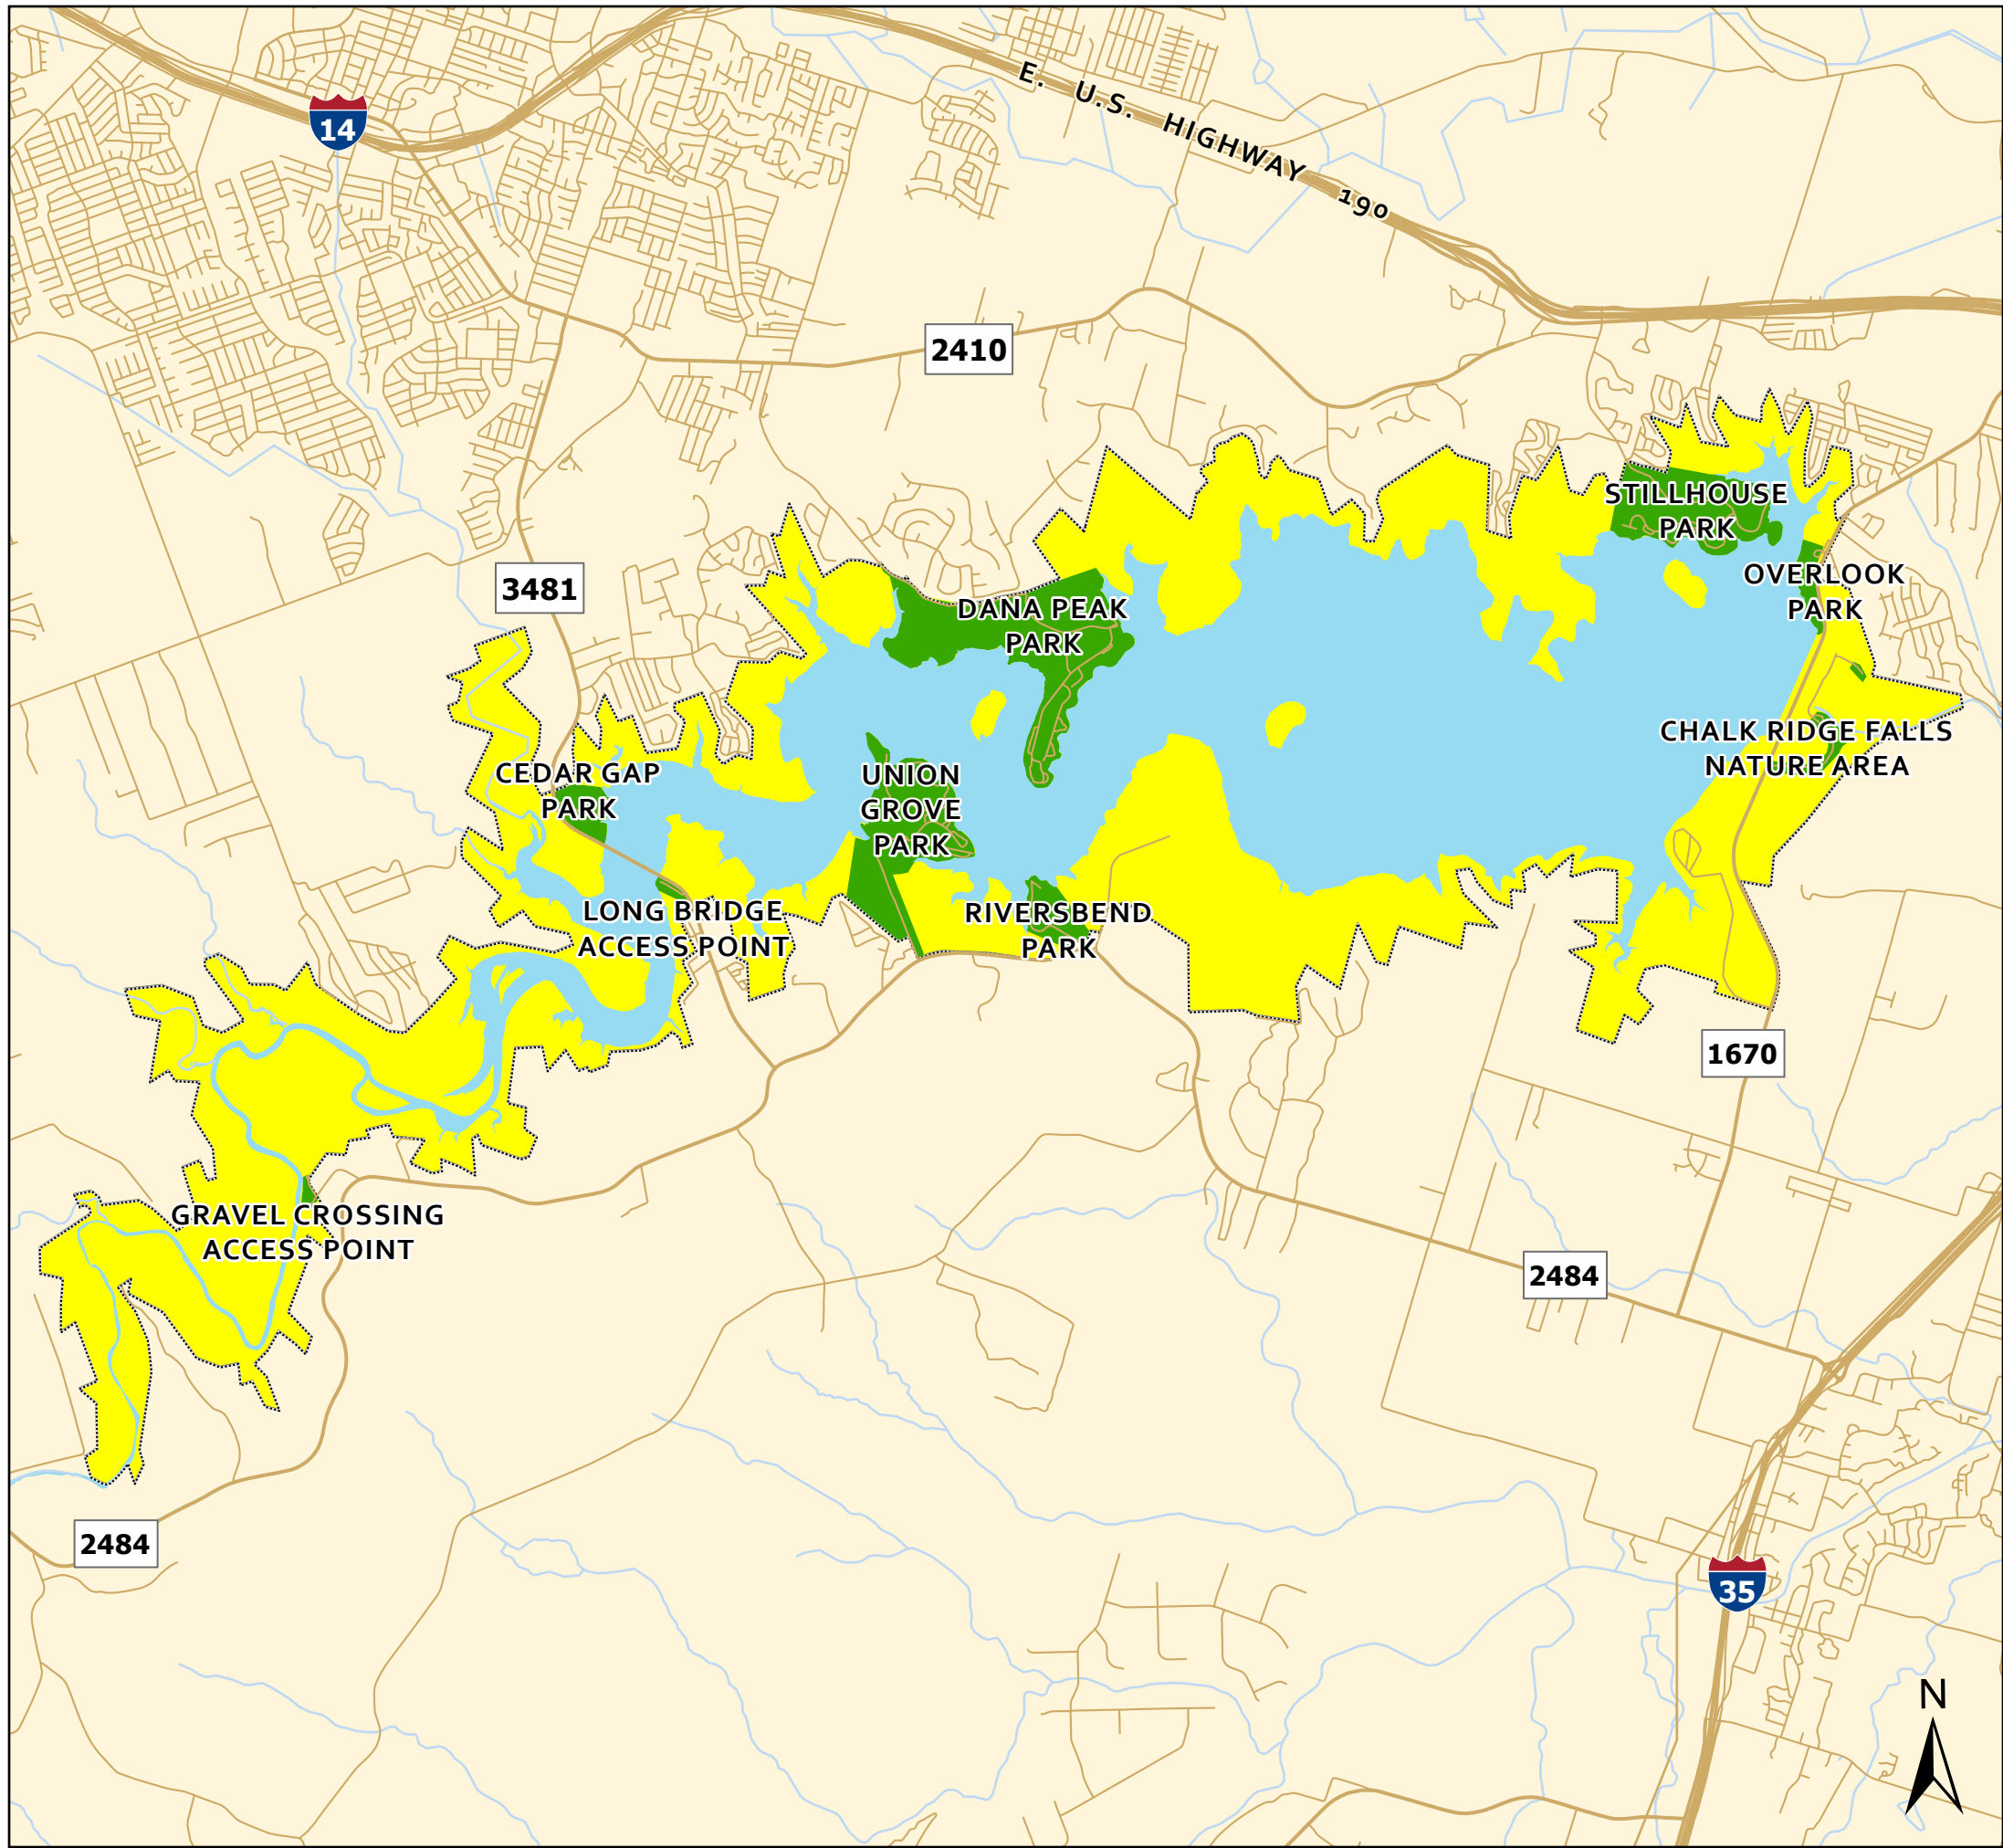 E. U.S. HIGHWAY 190
14
2410
STILLHOUSE
PARK
3481
OVERLOOK
PARK
DANA PEAK
PARK
CHALK RIDGE FALLS
NATURE AREA
CEDAR GAP
PARK
UNION
GROVE
PARK
LONG BRIDGE
ACCESS POINT
RIVERSBEND
PARK
1670
GRAVEL CROSSING
ACCESS POINT
2484
2484
35
N